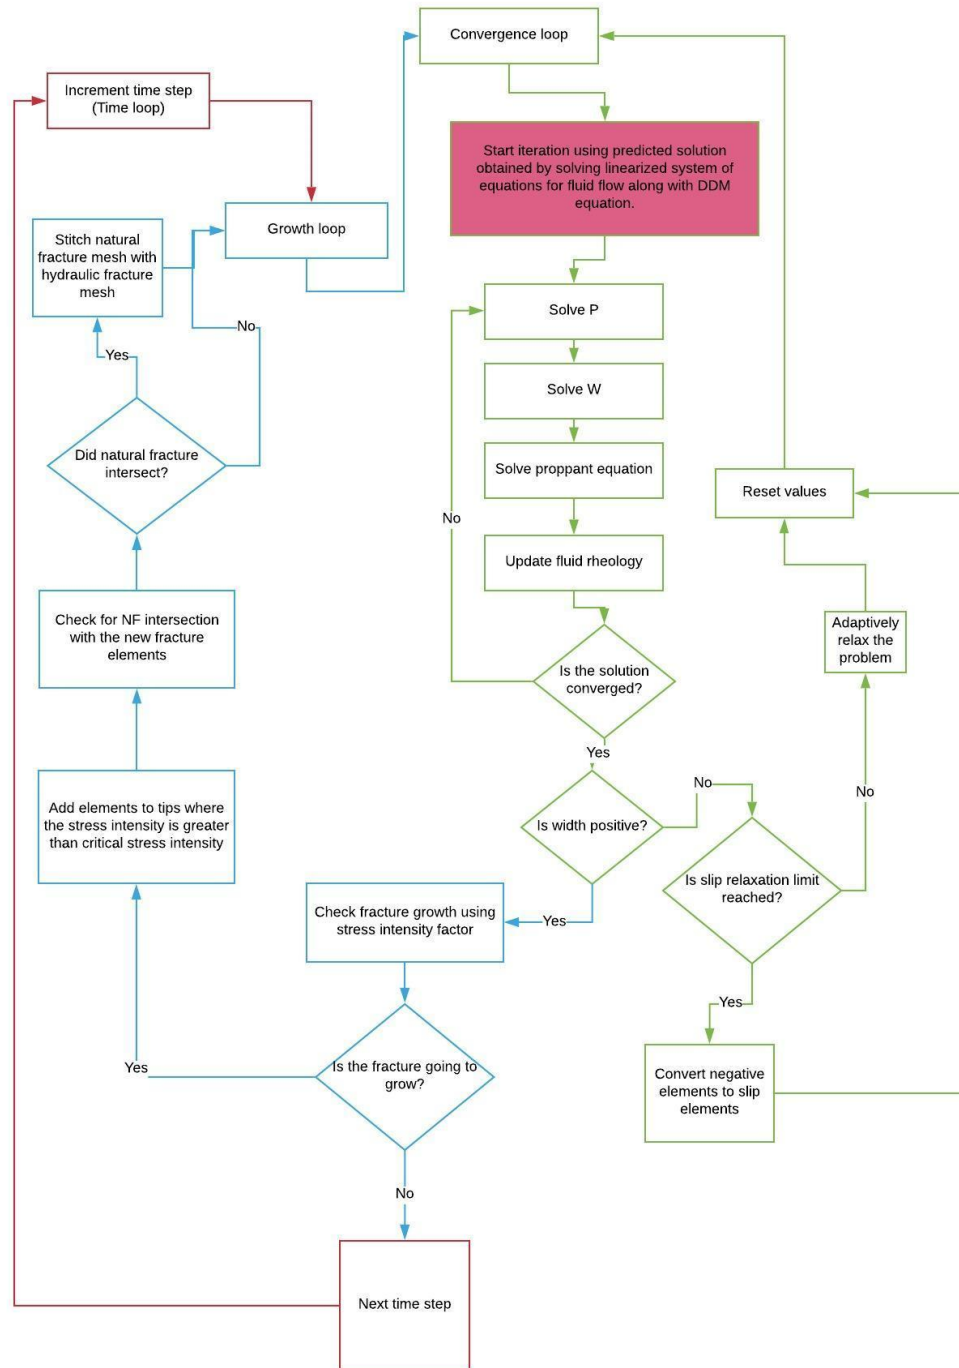 Convergence loop
Increment time step
(Time loop)
Start iteration using predicted solution
obtained by solving linearized system of
equations for fluid flow along with DDM
equation.
Growth loop
Stitch natural
fracture mesh with
hydraulic fracture
mesh
Solve P
No
Yes
Solve W
Did natural fracture
intersect?
Solve proppant equation
Reset values
No
Update fluid rheology
Check for NF intersection
with the new fracture
elements
Adaptively
relax the
problem
Is the solution
converged?
Yes
No
No
Add elements to tips where
the stress intensity is greater
than critical stress intensity
Is width positive?
Is slip relaxation limit
reached?
Check fracture growth using
stress intensity factor
Yes
Yes
Yes
Is the fracture going to
grow?
Convert negative
elements to slip
elements
No
Next time step